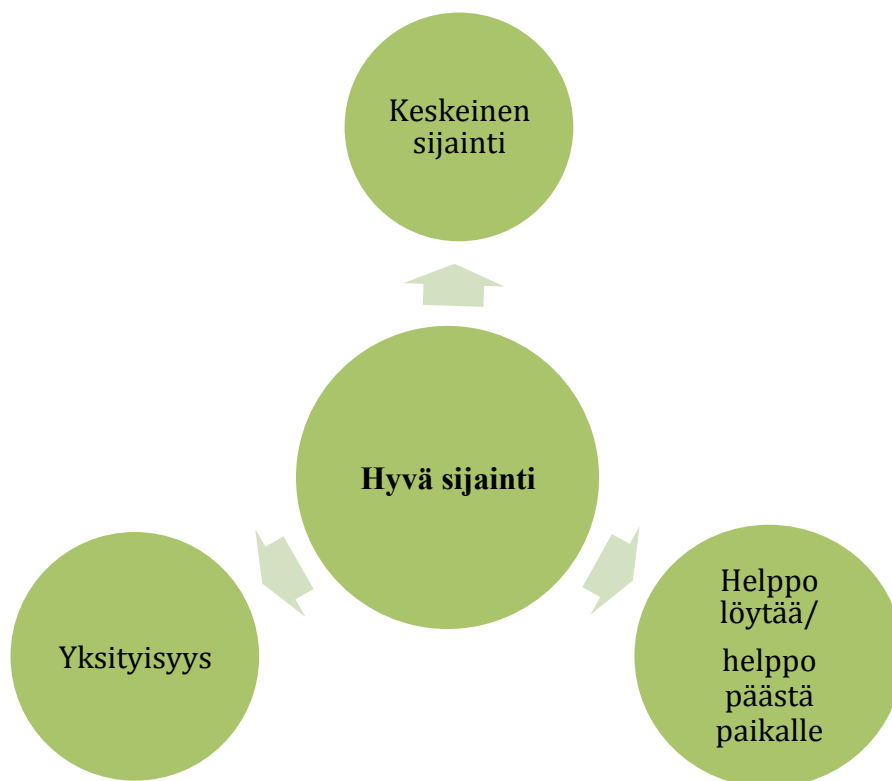 Keskeinen
sijainti
Hyvä sijainti
Yksityisyys
Helppo
löytää/
helppo
päästä
paikalle